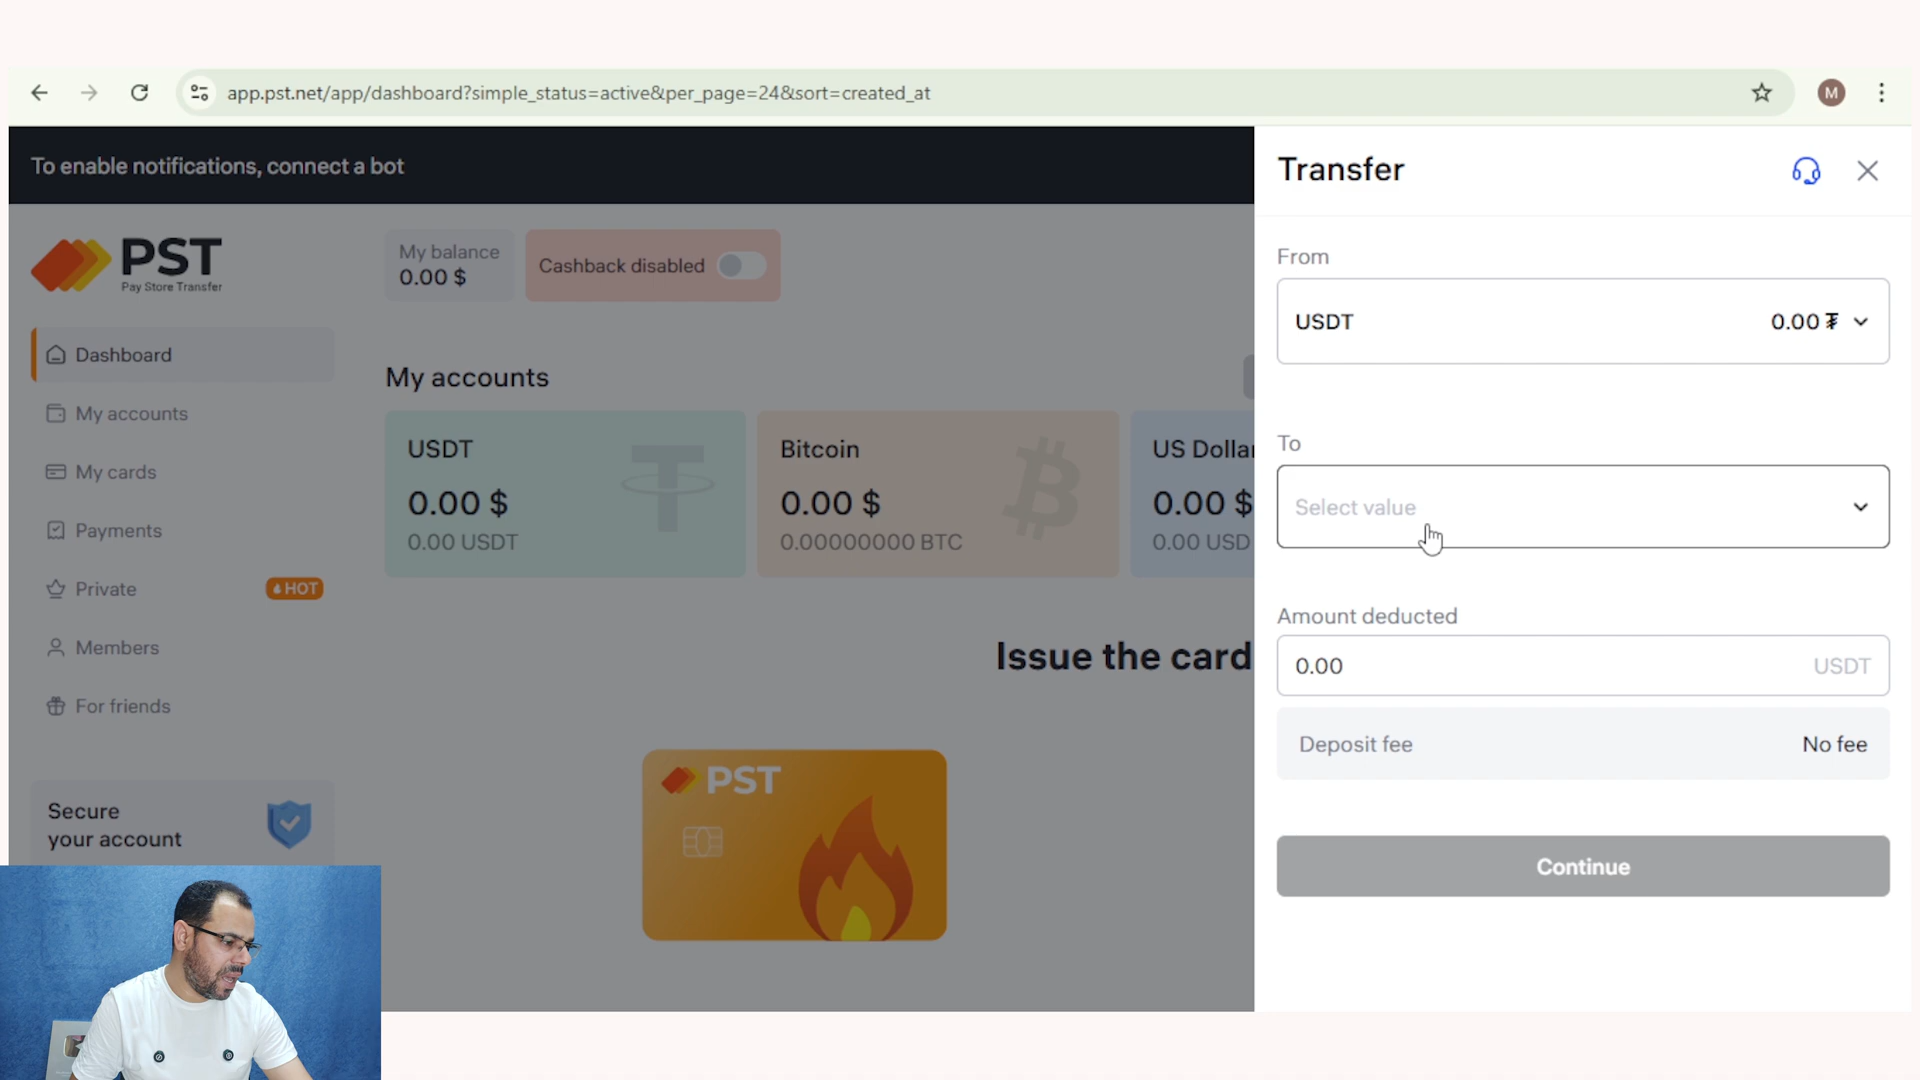 app.pst.net/app/dashboard?simple_status=active&per_page=24&sort=created_at
M
To enable notifications, connect a bot
PST
Pay Store Transfer
My balance
0.00 $
Cashback disabled
Dashboard
My accounts
My cards
Payments
Private
HOT
Members
For friends
Secure
your account
My accounts
USDT
0.00 $
0.00 USDT
Bitcoin
0.00 $
0.00000000 BTC
US Dollar
0.00 $
0.00 USD
Issue the card
PST
Transfer
From
USDT
0.00 ₮
To
Select value
Amount deducted
0.00
USDT
Deposit fee
No fee
Continue